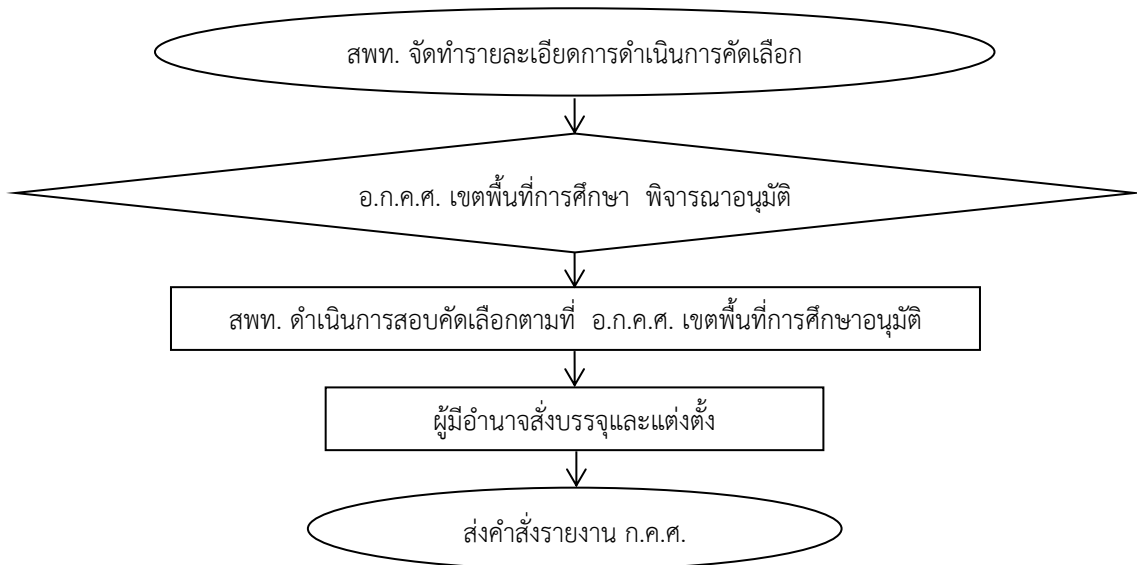 สพท. จัดทำรายละเอียดการดำเนินการคัดเลือก
อ.ก.ค.ศ. เขตพื้นที่การศึกษา พิจารณาอนุมัติ
สพท. ดำเนินการสอบคัดเลือกตามที่ อ.ก.ค.ศ. เขตพื้นที่การศึกษาอนุมัติ
ผู้มีอำนาจสั่งบรรจุและแต่งตั้ง
ส่งคำสั่งรายงาน ก.ค.ศ.